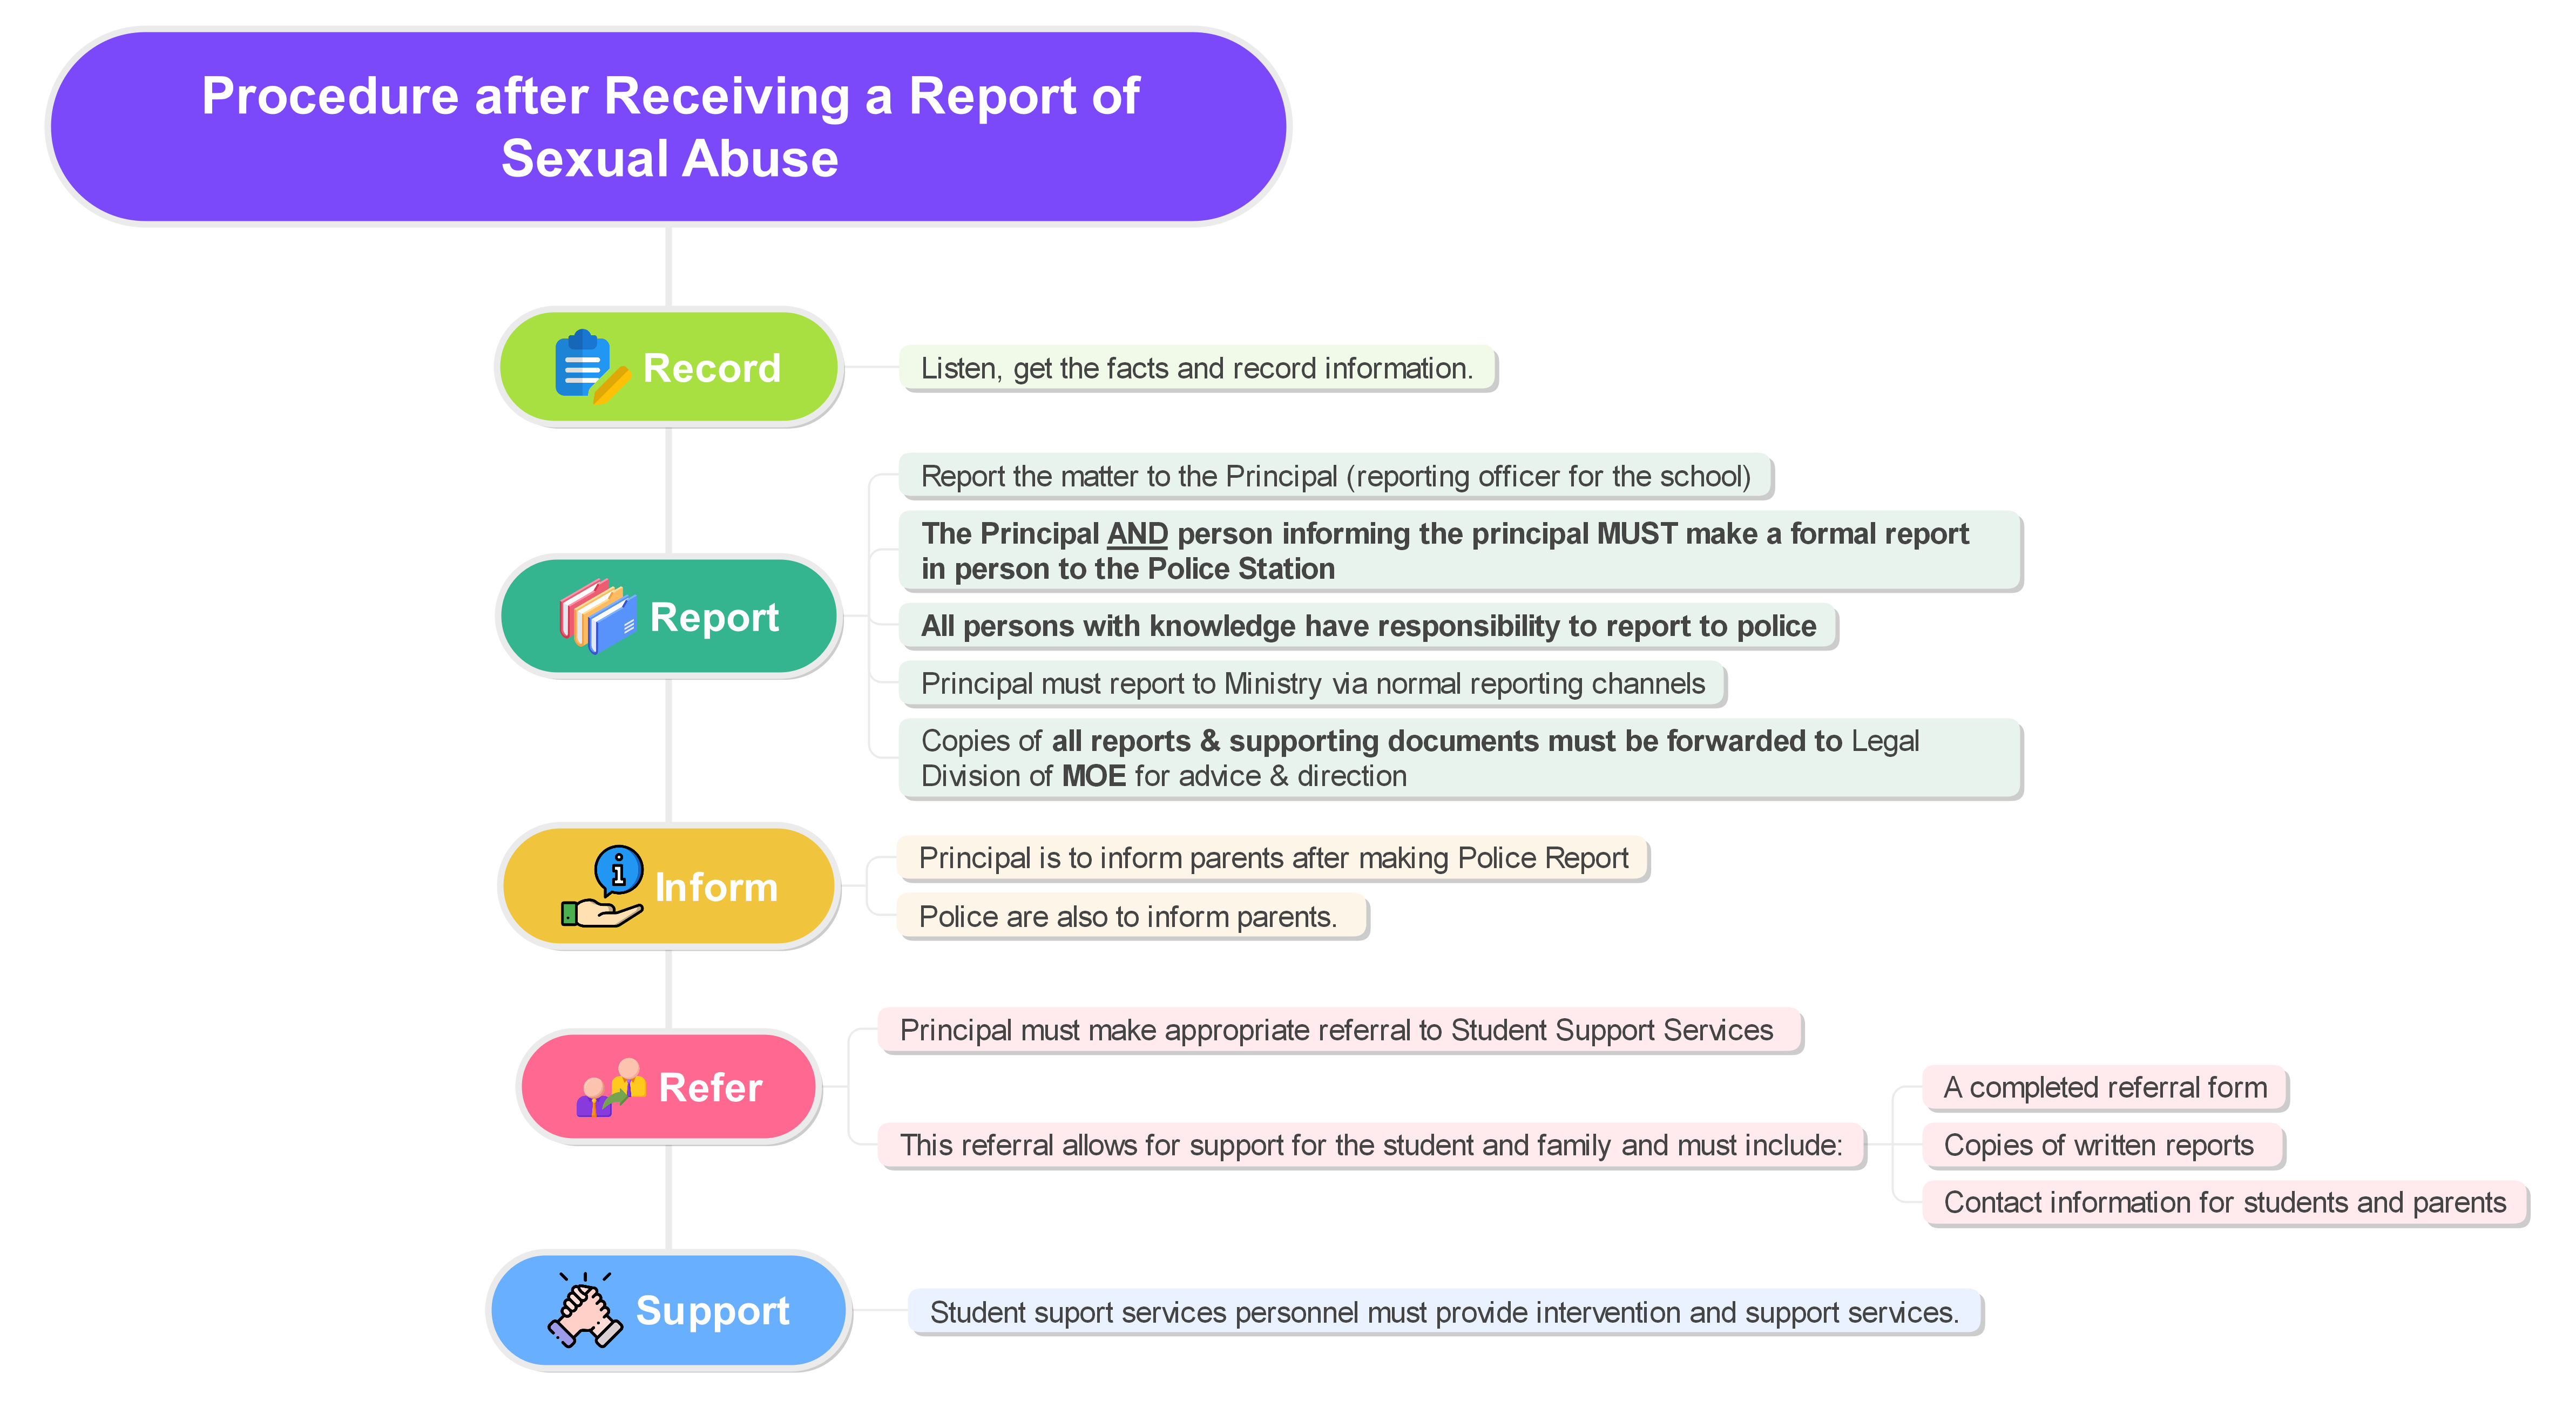 Procedure after Receiving a Report of
Sexual Abuse
Record
Listen, get the facts and record information.
Report
Report the matter to the Principal (reporting officer for the school)
The Principal AND person informing the principal MUST make a formal report
in person to the Police Station
All persons with knowledge have responsibility to report to police
Principal must report to Ministry via normal reporting channels
Copies of all reports & supporting documents must be forwarded to Legal
Division of MOE for advice & direction
Inform
Principal is to inform parents after making Police Report
Police are also to inform parents.
Refer
Principal must make appropriate referral to Student Support Services
This referral allows for support for the student and family and must include:
A completed referral form
Copies of written reports
Contact information for students and parents
Support
Student suport services personnel must provide intervention and support services.